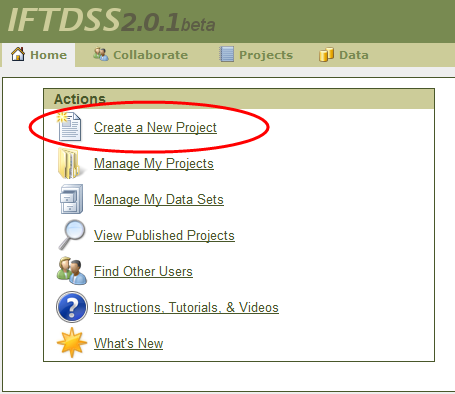 IFTDSS2.0.1beta
Home Collaborate Projects Data
Actions
Create a New Project
Manage My Projects
Manage My Data Sets
View Published Projects
Find Other Users
Instructions, Tutorials, & Videos
What's New